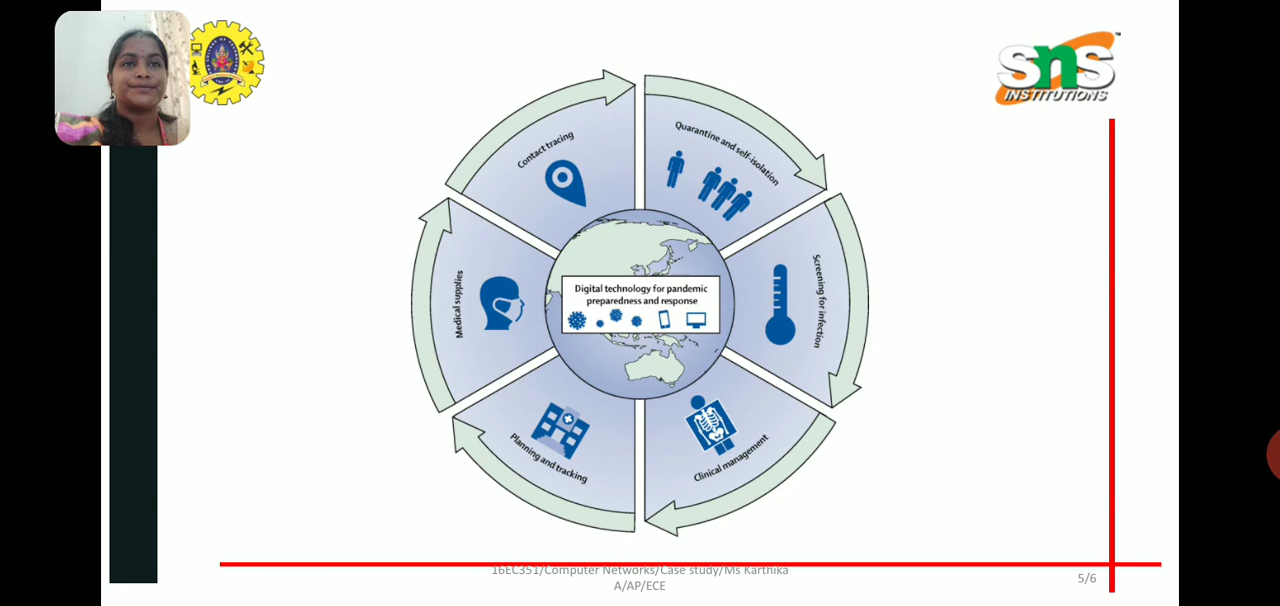 SNS
INSTITUTIONS
Contact tracing
Quarantine and self-isolation
Screening for infection
Clinical management
Planning and tracking
Medical supplies
Digital technology for pandemic
preparedness and response
16EC351/Computer Networks/Case study/Ms Karthika
A/AP/ECE
5/6